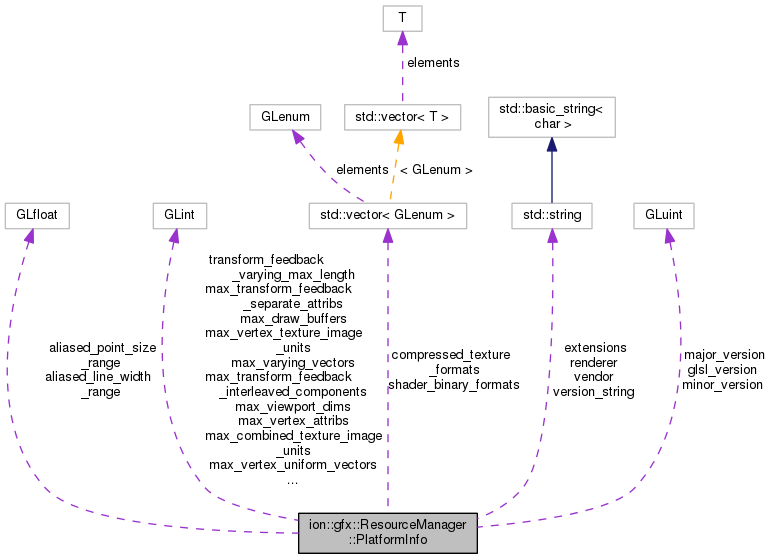 T
elements
GLenum
std::vector< T >
std::basic_string<
char >
elements
< GLenum >
GLfloat
GLint
std::vector< GLenum >
std::string
GLuint
aliased_point_size
_range
aliased_line_width
_range
transform_feedback
_varying_max_length
max_transform_feedback
_separate_attribs
max_draw_buffers
max_vertex_texture_image
_units
max_varying_vectors
max_transform_feedback
_interleaved_components
max_viewport_dims
max_vertex_attribs
max_combined_texture_image
_units
max_vertex_uniform_vectors
...
compressed_texture
_formats
shader_binary_formats
extensions
renderer
vendor
version_string
major_version
glsl_version
minor_version
ion::gfx::ResourceManager
::PlatformInfo